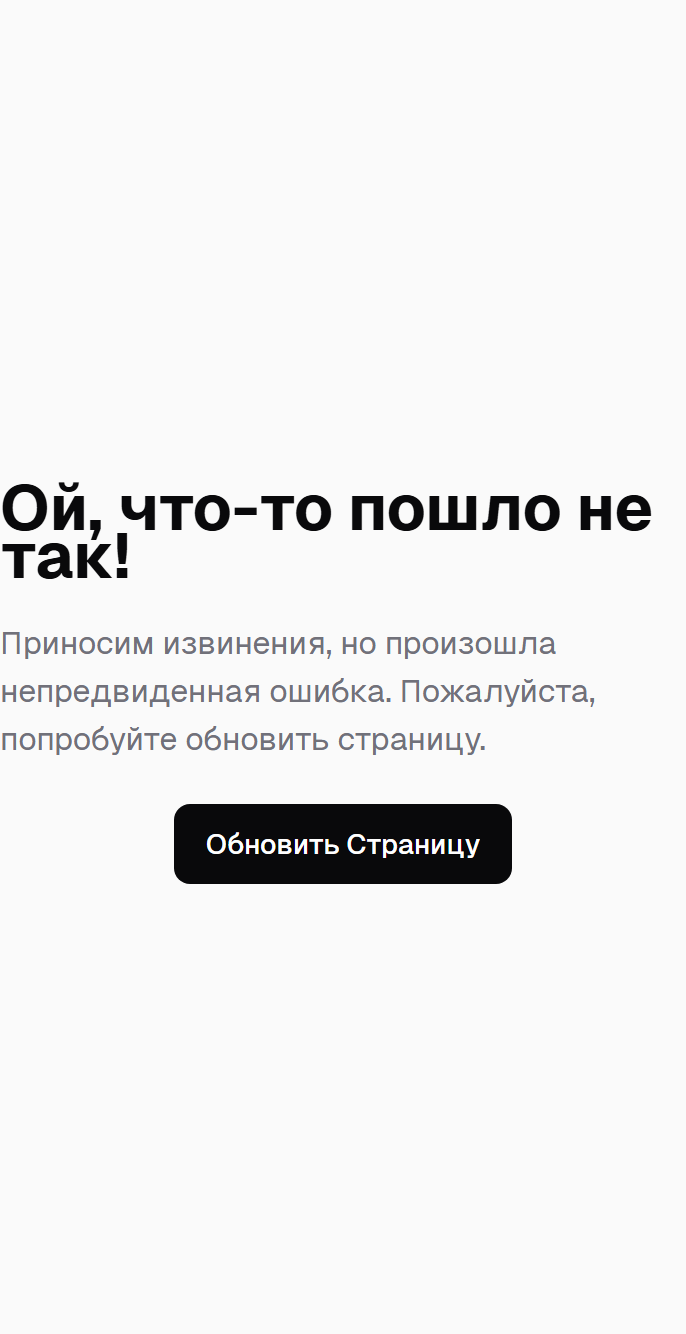 Ой, что-то пошло не
так!
Приносим извинения, но произошла
непредвиденная ошибка. Пожалуйста,
попробуйте обновить страницу.
Обновить Страницу